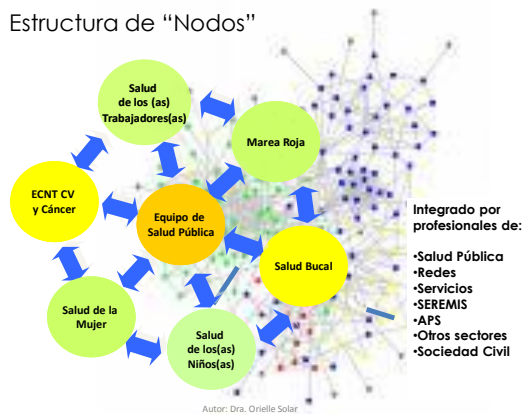 Estructura de “Nodos”
Salud
de los (as)
Trabajadores(as)
Marea Roja
ECNT CV
y Cáncer
Equipo de
Salud Pública
Salud Bucal
Salud de la
Mujer
Salud
de los(as)
Niños(as)
Integrado por
profesionales de:
•Salud Pública
•Redes
•Servicios
•SEREMIS
•APS
•Otros sectores
•Sociedad Civil
Autor: Dra. Orielle Solar